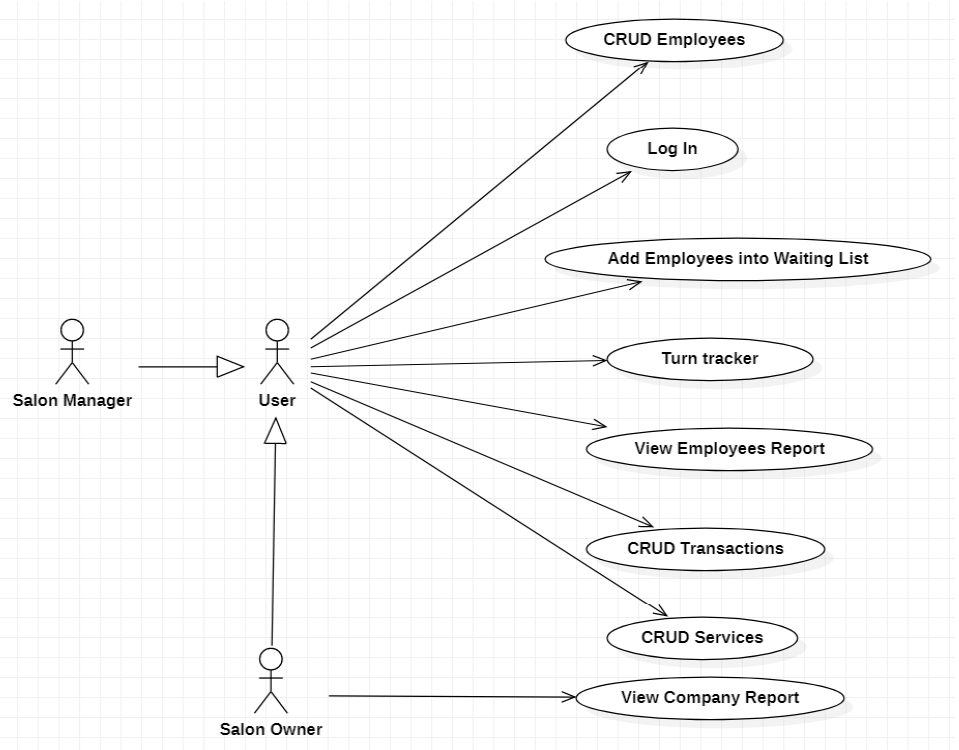 CRUD Employees
Log In
Add Employees into Waiting List
Turn tracker
Salon Manager
User
View Employees Report
CRUD Transactions
CRUD Services
View Company Report
Salon Owner